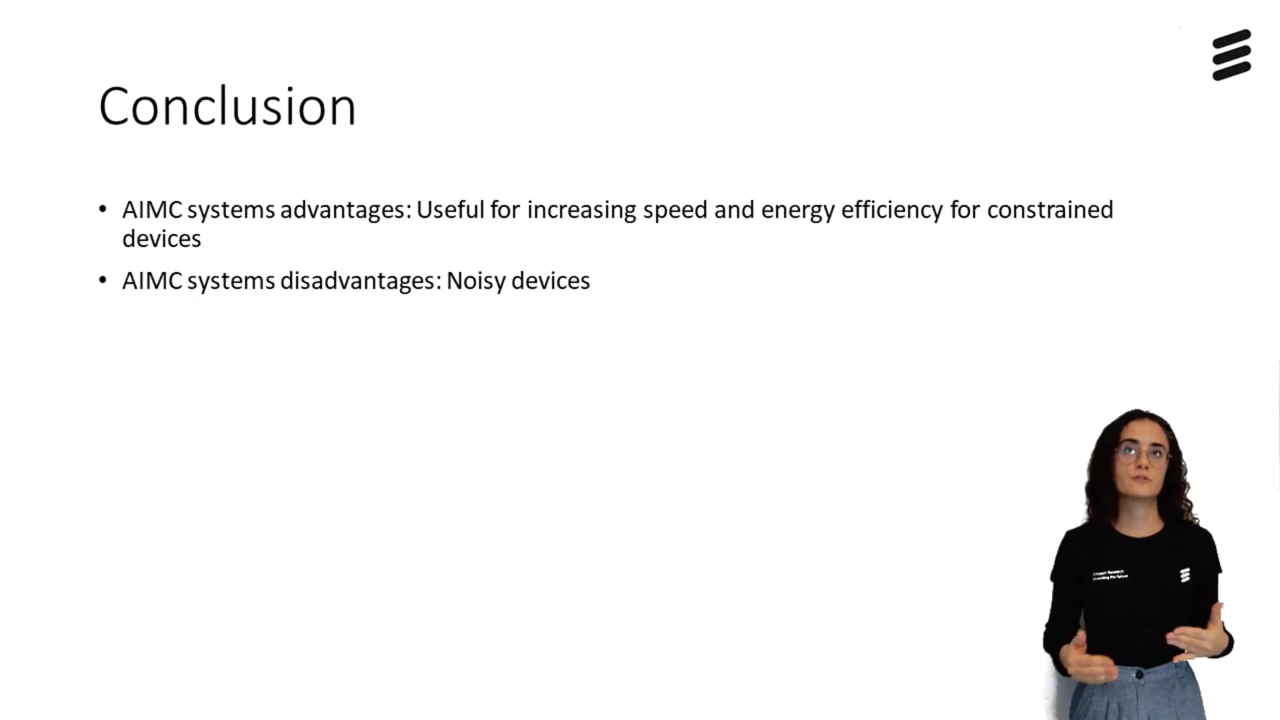 Conclusion
• AIMC systems advantages: Useful for increasing speed and energy efficiency for constrained
devices
• AIMC systems disadvantages: Noisy devices